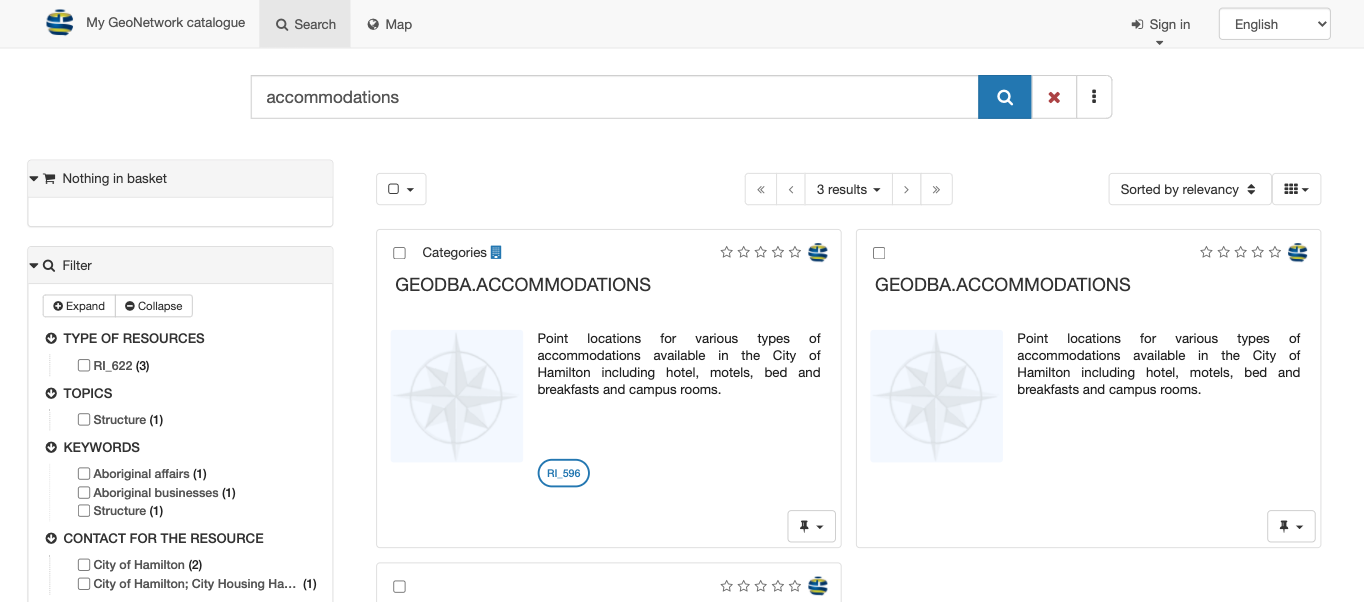 My GeoNetwork catalogue
Search
Map
Sign in
English
accommodations
Nothing in basket
Filter
Expand
Collapse
TYPE OF RESOURCES
RI_622 (3)
TOPICS
Structure (1)
KEYWORDS
Aboriginal affairs (1)
Aboriginal businesses (1)
Structure (1)
CONTACT FOR THE RESOURCE
City of Hamilton (2)
City of Hamilton; City Housing Ha... (1)
«
‹
3 results
›
»
Sorted by relevancy
Categories
GEODBA.ACCOMMODATIONS
Point locations for various types of
accommodations available in the City of
Hamilton including hotel, motels, bed and
breakfasts and campus rooms.
RI_596
GEODBA.ACCOMMODATIONS
Point locations for various types of
accommodations available in the City of
Hamilton including hotel, motels, bed and
breakfasts and campus rooms.